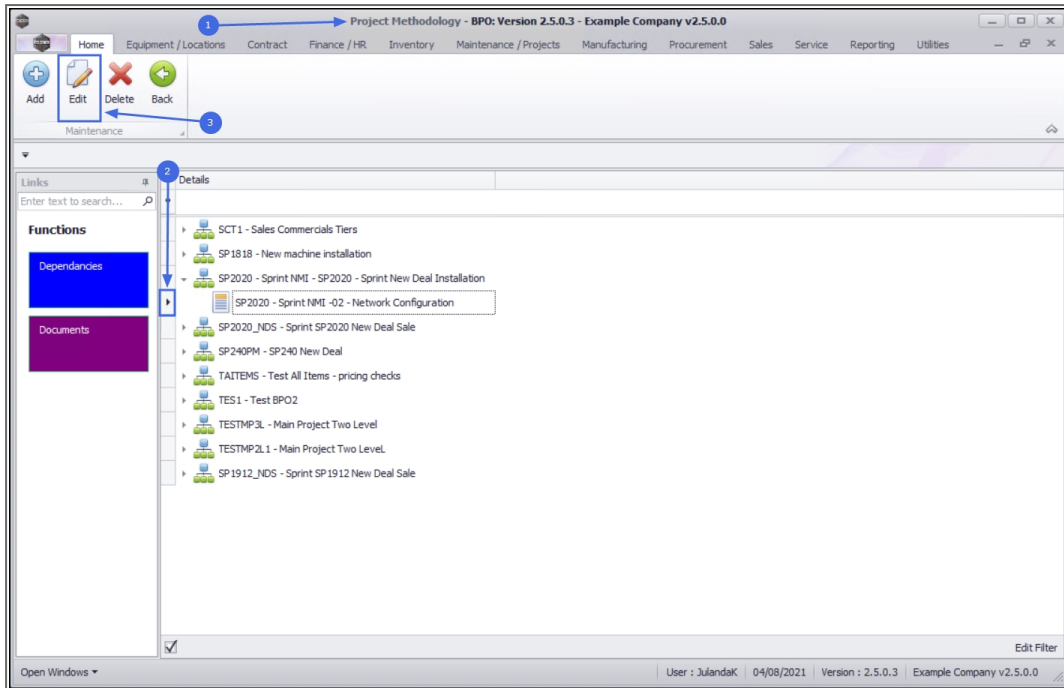 1
Project Methodology - BPO: Version 2.5.0.3 - Example Company v2.5.0.0
Home Equipment / Locations Contract Finance / HR Inventory Maintenance / Projects Manufacturing Procurement Sales Service Reporting Utilities
Add Edit Delete Back
3
Maintenance
2
Links
Details
Enter text to search...
Functions
Dependancies
Documents
SCT1 - Sales Commercials Tiers
SP1818 - New machine installation
SP2020 - Sprint NMI - SP2020 - Sprint New Deal Installation
SP2020 - Sprint NMI -02 - Network Configuration
SP2020_NDS - Sprint SP2020 New Deal Sale
SP240PM - SP240 New Deal
TAITEMS - Test All Items - pricing checks
TES1 - Test BPO2
TESTMP3L - Main Project Two Level
TESTMP2L1 - Main Project Two LeveL
SP1912_NDS - Sprint SP1912 New Deal Sale
Edit Filter
Open Windows
User : JulandaK 04/08/2021 Version : 2.5.0.3 Example Company v2.5.0.0